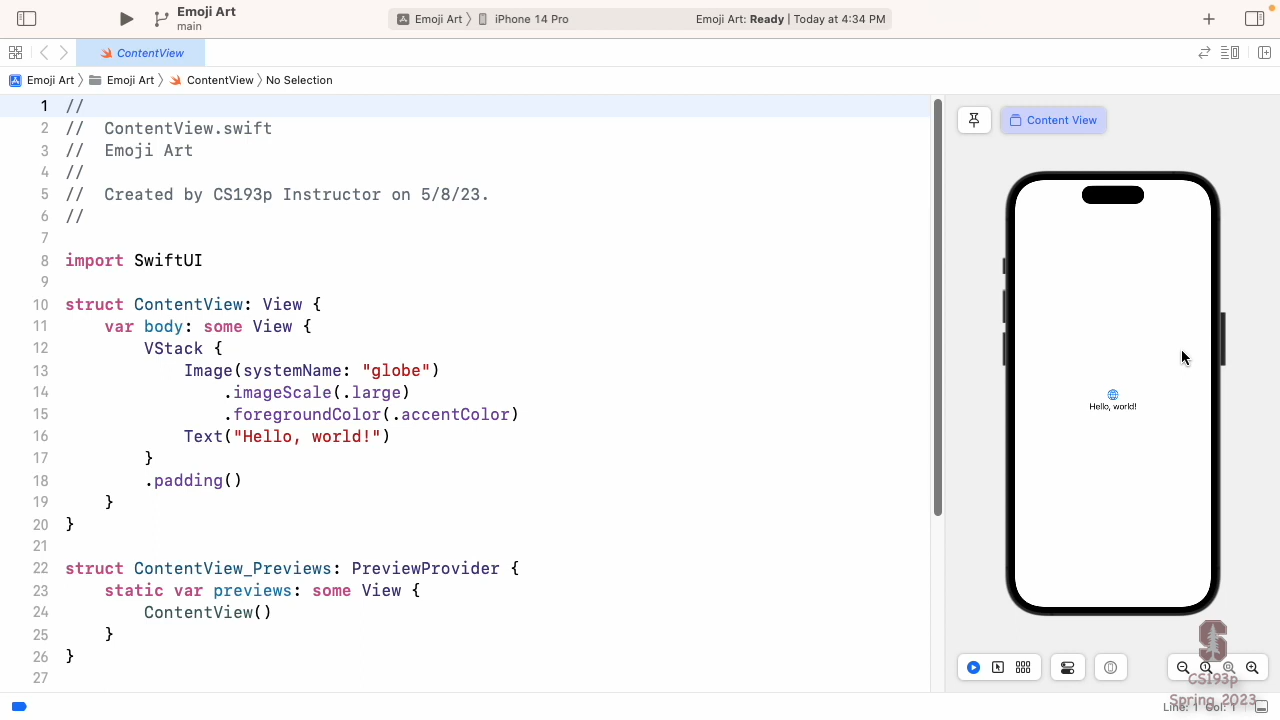 Emoji Art
main
Emoji Art 〉 iPhone 14 Pro
Emoji Art: Ready | Today at 4:34 PM
ContentView
Emoji Art 〉 Emoji Art 〉 ContentView 〉 No Selection
1 //
2 //  ContentView.swift
3 //  Emoji Art
4 //
5 //  Created by CS193p Instructor on 5/8/23.
6 //
7
8 import SwiftUI
9
10 struct ContentView: View {
11     var body: some View {
12         VStack {
13             Image(systemName: "globe")
14                 .imageScale(.large)
15                 .foregroundColor(.accentColor)
16             Text("Hello, world!")
17         }
18         .padding()
19     }
20 }
21
22 struct ContentView_Previews: PreviewProvider {
23     static var previews: some View {
24         ContentView()
25     }
26 }
27
Content View
Hello, world!
CS193p
Spring 2023
Line: 1 Col: 1